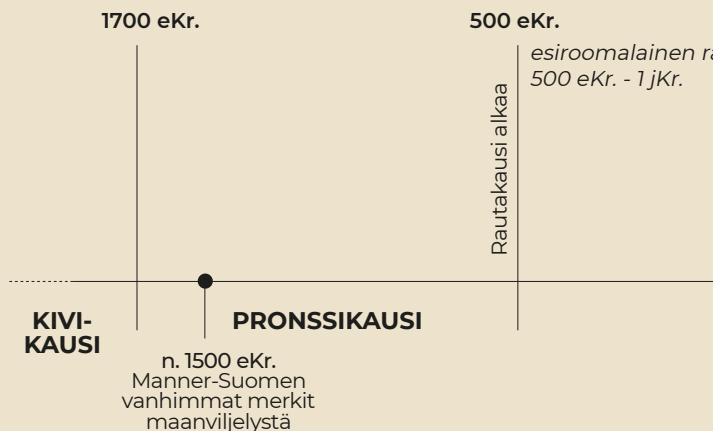 1700 eKr.
500 eKr.
esiroomalainen
500 eKr. - 1 jKr.
Rautakausi alkaa
KIVI-
KAUSI
PRONSSIKAUSI
n. 1500 eKr.
Manner-Suomen
vanhimmat merkit
maanviljelystä